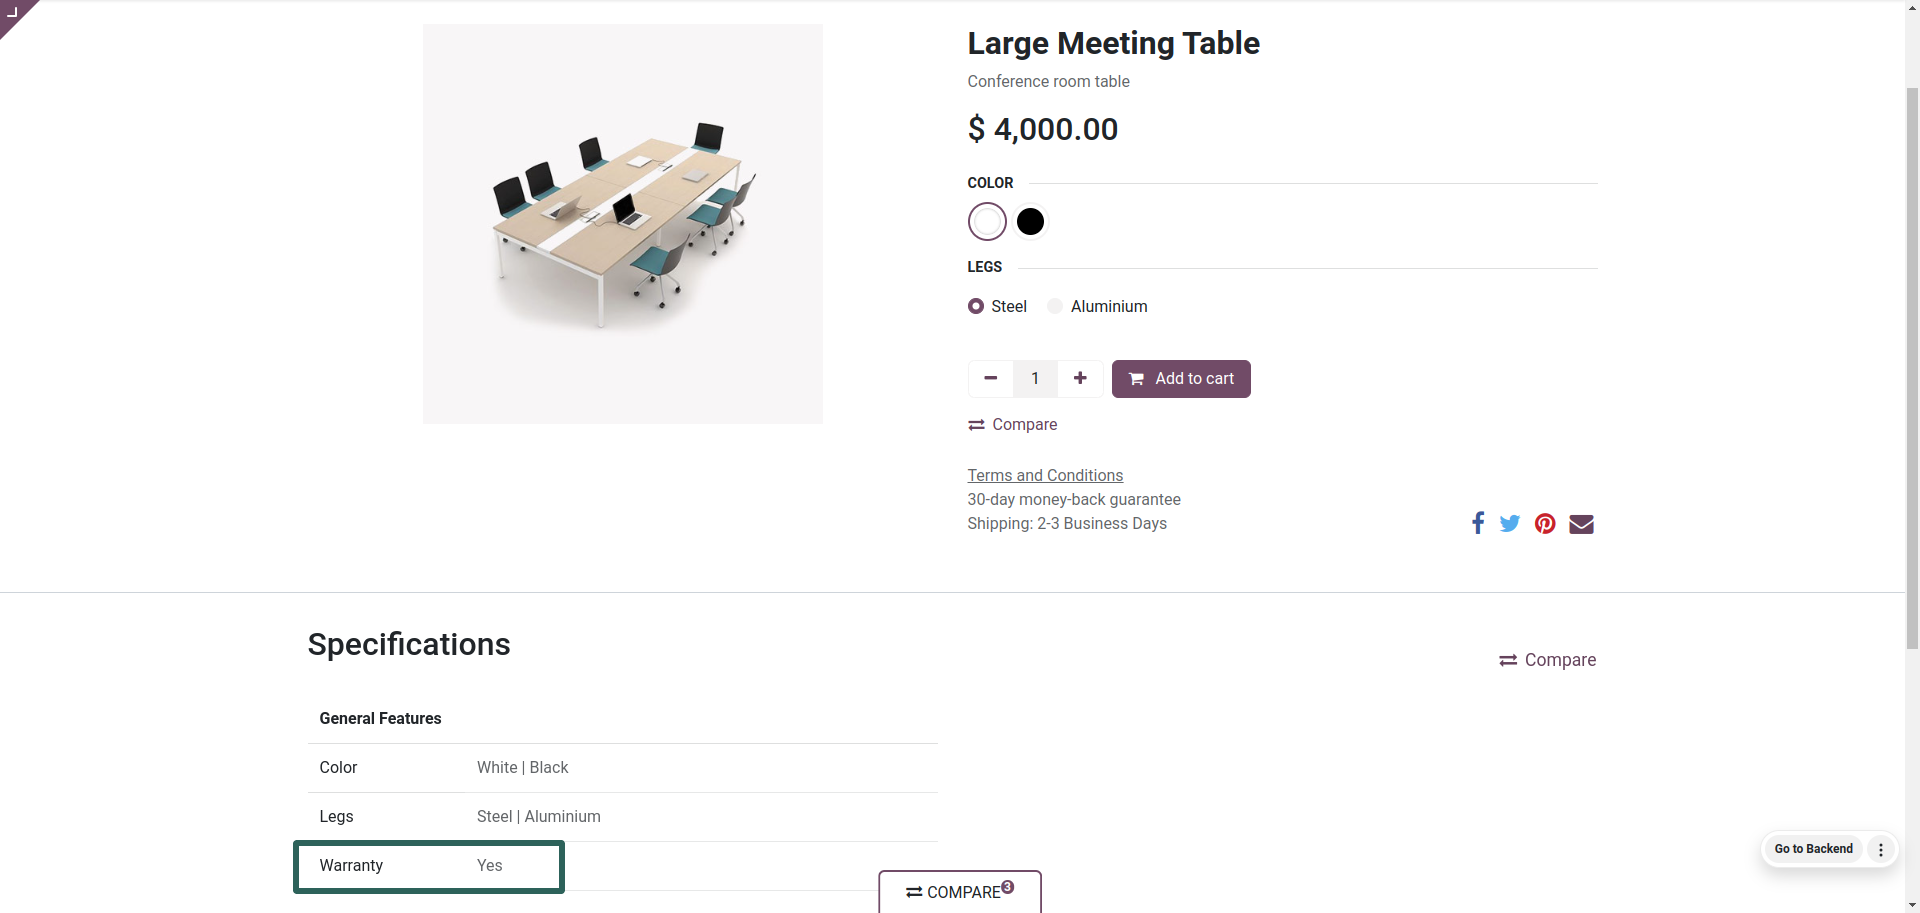 Large Meeting Table
Conference room table
$ 4,000.00
COLOR
LEGS
Steel Aluminium
1 Add to cart
Compare
Terms and Conditions
30-day money-back guarantee
Shipping: 2-3 Business Days
Specifications
Compare
General Features
Color White | Black
Legs Steel | Aluminium
Warranty Yes
Go to Backend
COMPARE 3